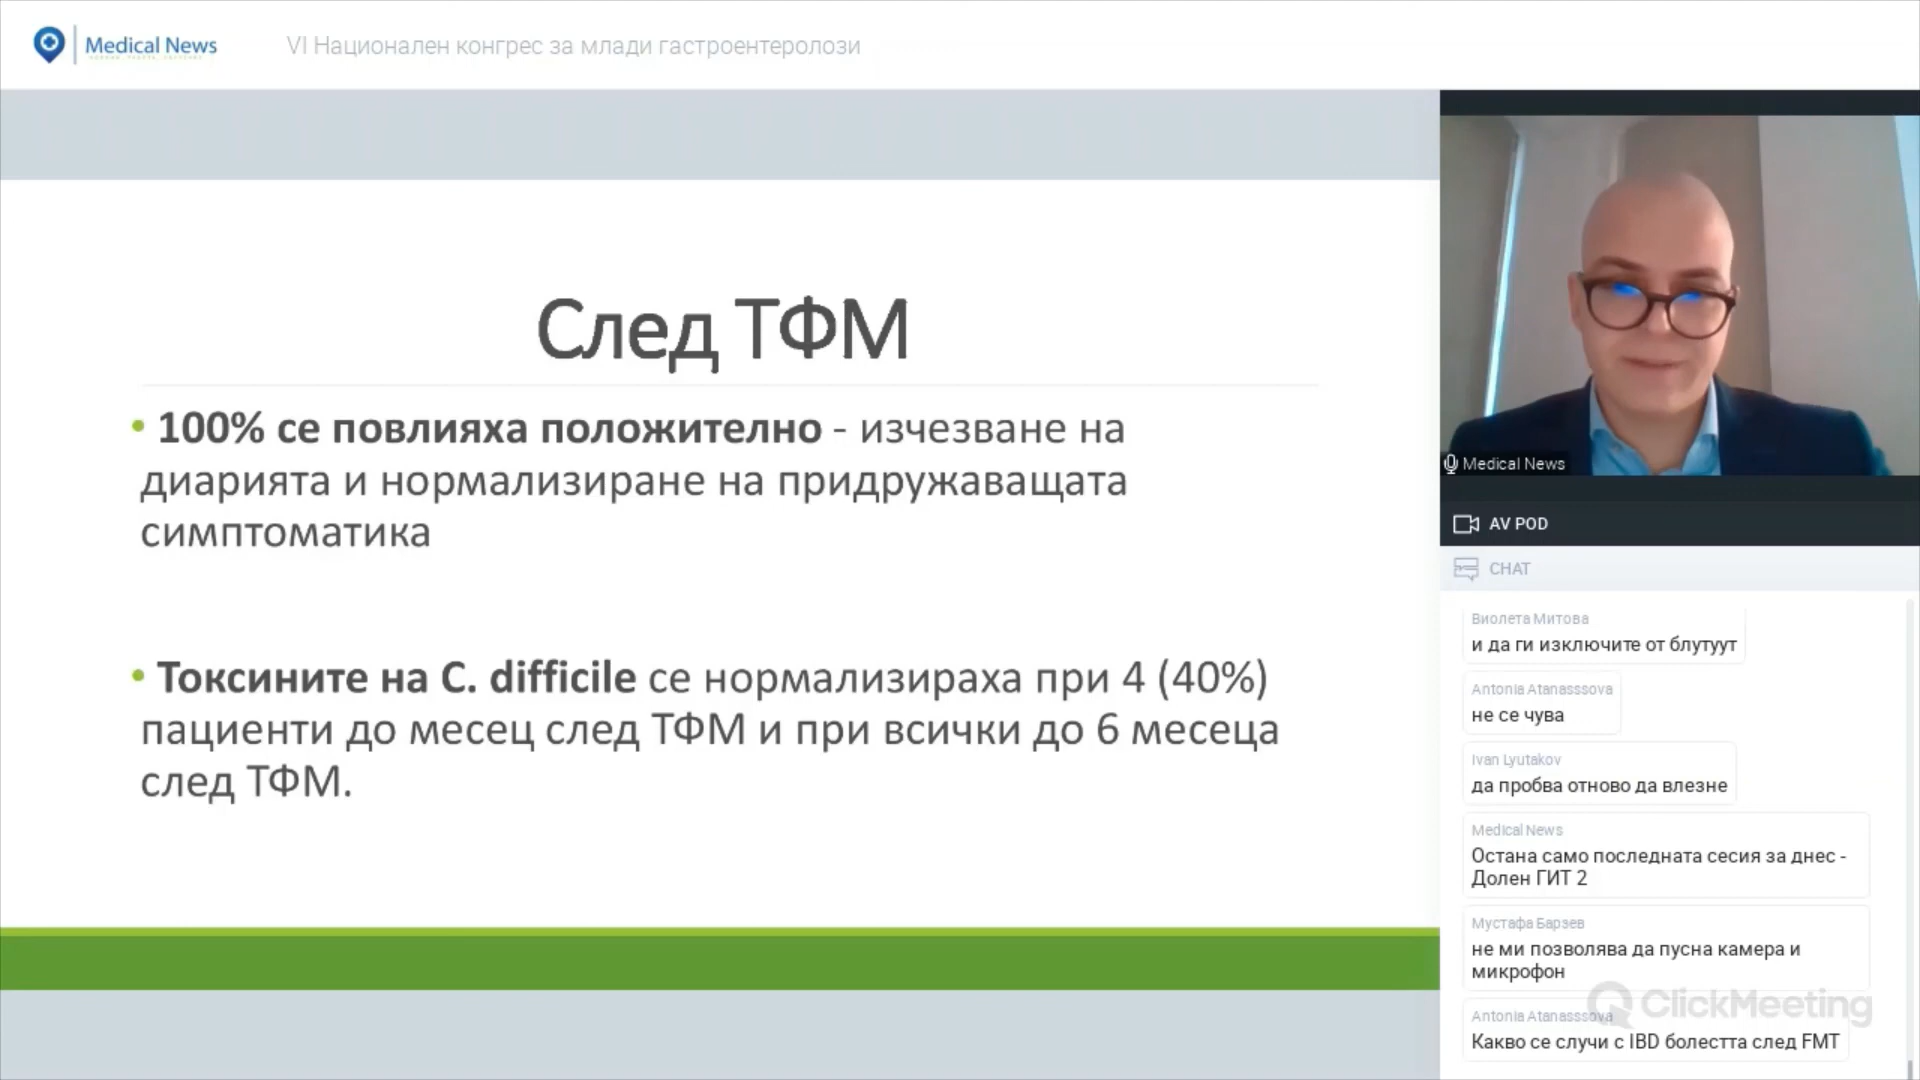 Medical News
VI Национален конгрес за млади гастроентеролози
След ТФМ
• 100% се повлияха положително - изчезване на
диарията и нормализиране на придружаващата
симптоматика
• Токсините на C. difficile се нормализираха при 4 (40%)
пациенти до месец след ТФМ и при всички до 6 месеца
след ТФМ.
Medical News
AV POD
CHAT
Виолета Митова
и да ги изключите от блутуут
Antonia Atanasssova
не се чува
Ivan Lyutakov
да пробва отново да влезне
Medical News
Остана само последната сесия за днес -
Долен ГИТ 2
Мустафа Барзев
не ми позволява да пусна камера и
микрофон
ClickMeeting
Antonia Atanasssova
Какво се случи с IBD болестта след FMT